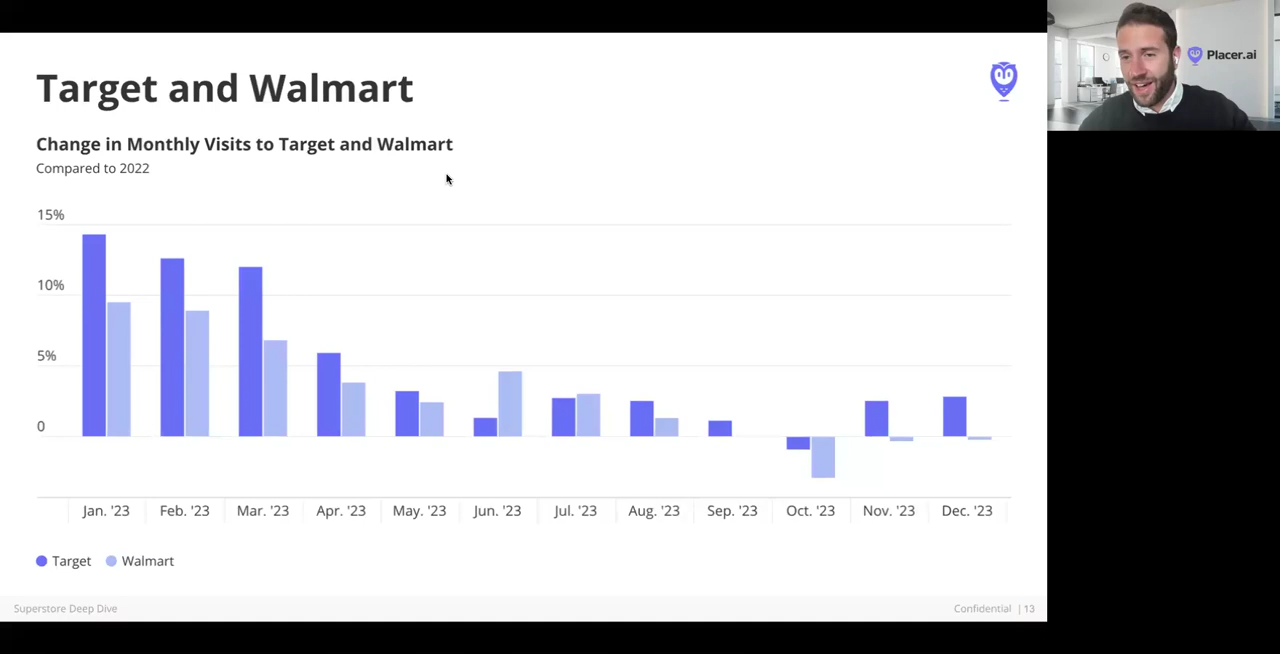 Target and Walmart
Placer.ai
Change in Monthly Visits to Target and Walmart
Compared to 2022
15%
10%
5%
0
Jan. '23 Feb. '23 Mar. '23 Apr. '23 May. '23 Jun. '23 Jul. '23 Aug. '23 Sep. '23 Oct. '23 Nov. '23 Dec. '23
Target Walmart
Superstore Deep Dive Confidential | 13